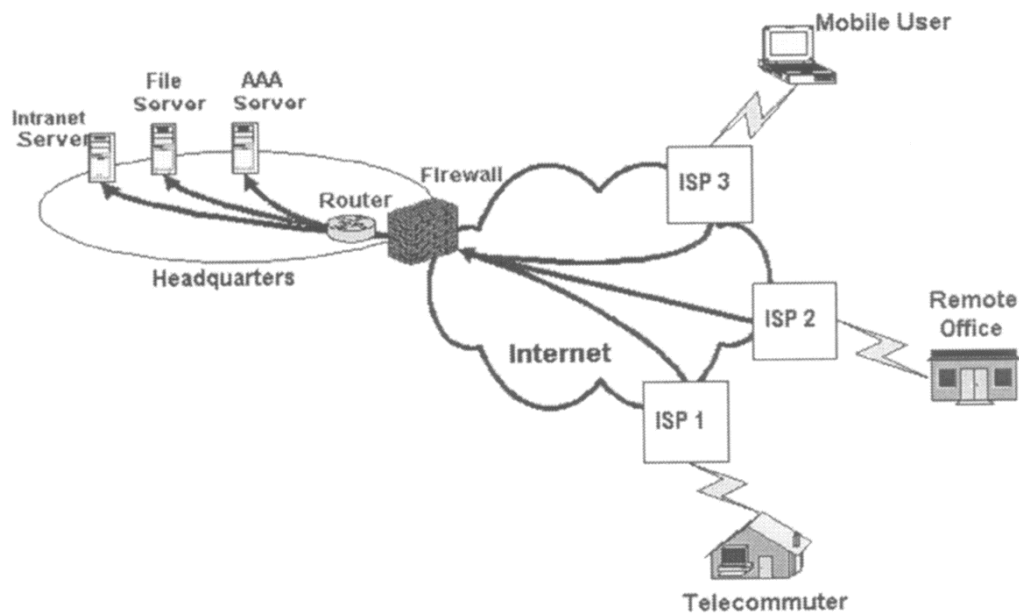 Mobile User
File
Server
AAA
Server
Intranet
Server
Firewall
ISP 3
Router
Headquarters
ISP 2
Remote
Office
Internet
ISP 1
Telecommuter